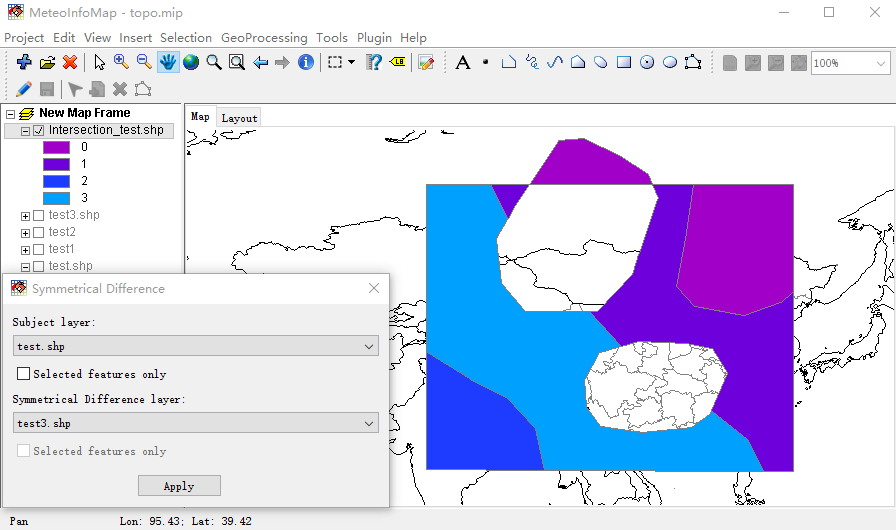 MeteoInfoMap - topo.mip
Project Edit View Insert Selection GeoProcessing Tools Plugin Help
A 100%
New Map Frame
Intersection_test.shp
0
1
2
3
test3.shp
test2
test1
test.shp
Map Layout
Symmetrical Difference
Subject layer:
test.shp
Selected features only
Symmetrical Difference layer:
test3.shp
Selected features only
Apply
Pan Lon: 95.43; Lat: 39.42